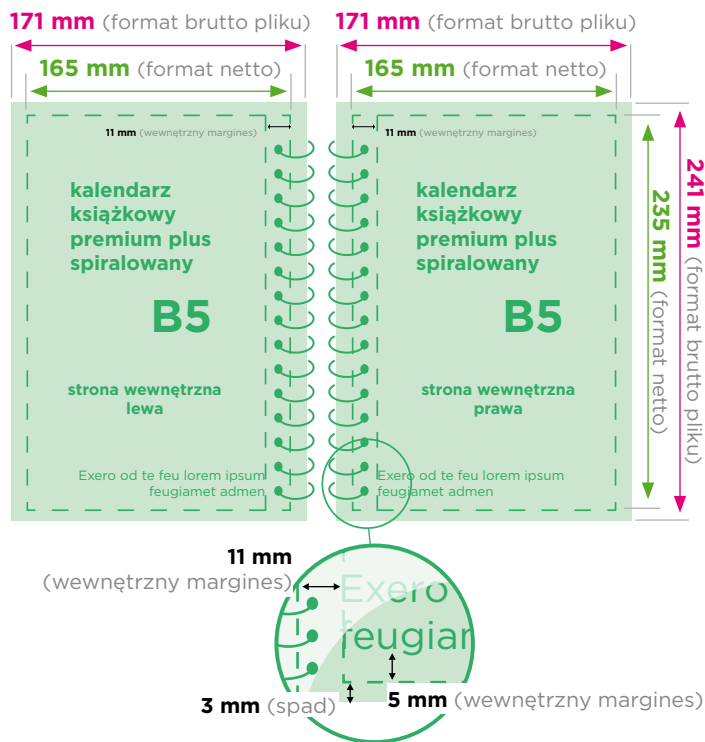 171 mm (format brutto pliku)
171 mm (format brutto pliku)
165 mm (format netto)
165 mm (format netto)
11 mm (wewnętrzny margines)
11 mm (wewnętrzny margines)
kalendarz
książkowy
premium plus
spiralowany
B5
strona wewnętrzna
lewa
Exero od te feu lorem ipsum
feugiamet admen
kalendarz
książkowy
premium plus
spiralowany
B5
strona wewnętrzna
prawa
Exero od te feu lorem ipsum
feugiamet admen
235 mm (format netto)
241 mm (format brutto pliku)
11 mm
(wewnętrzny margines)
Exero
feugiar
3 mm (spad)
5 mm (wewnętrzny margines)